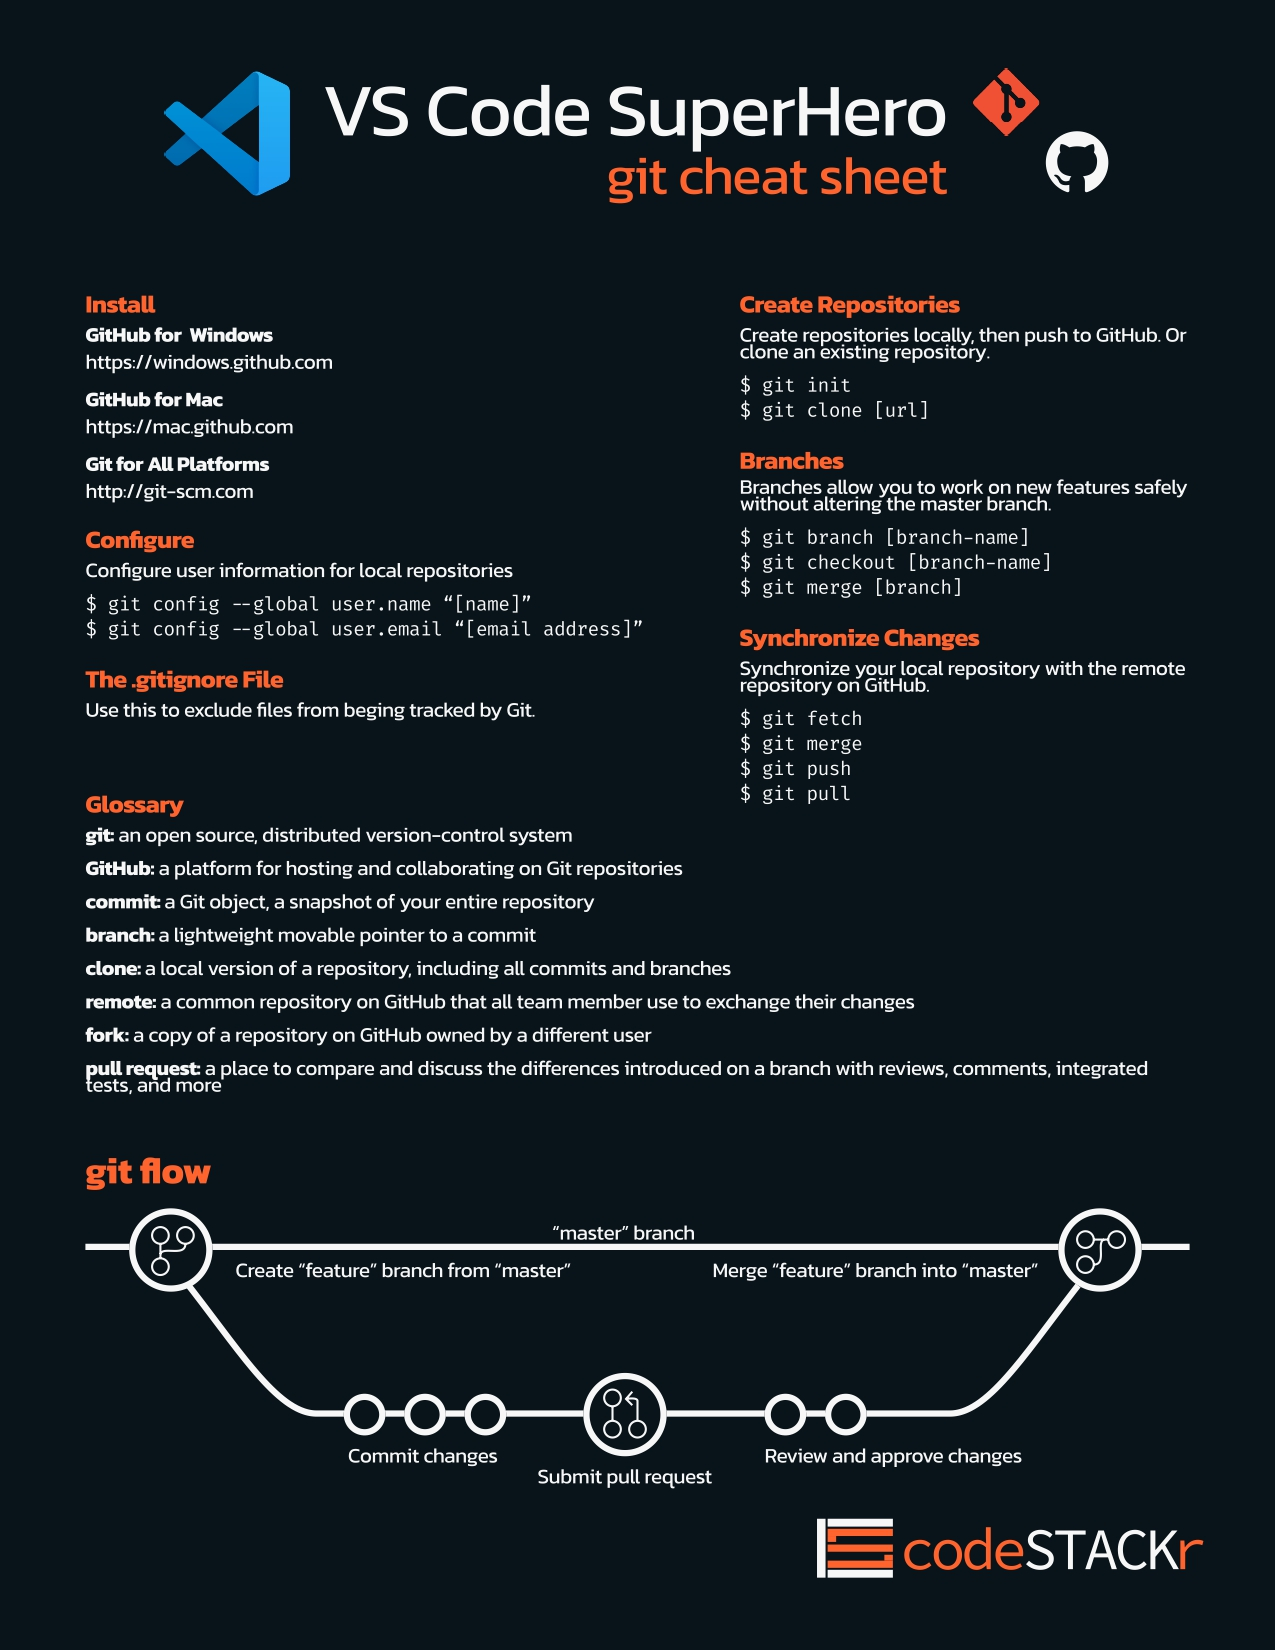 VS Code SuperHero
git cheat sheet
Install
GitHub for  Windows
https://windows.github.com
GitHub for Mac
https://mac.github.com
Git for All Platforms
http://git-scm.com
Configure
Configure user information for local repositories
$ git config --global user.name “[name]”
$ git config --global user.email “[email address]”
The .gitignore File
Use this to exclude files from beging tracked by Git.
Create Repositories
Create repositories locally, then push to GitHub. Or
clone an existing repository.
$ git init
$ git clone [url]
Branches
Branches allow you to work on new features safely
without altering the master branch.
$ git branch [branch-name]
$ git checkout [branch-name]
$ git merge [branch]
Synchronize Changes
Synchronize your local repository with the remote
repository on GitHub.
$ git fetch
$ git merge
$ git push
$ git pull
Glossary
git: an open source, distributed version-control system
GitHub: a platform for hosting and collaborating on Git repositories
commit: a Git object, a snapshot of your entire repository
branch: a lightweight movable pointer to a commit
clone: a local version of a repository, including all commits and branches
remote: a common repository on GitHub that all team member use to exchange their changes
fork: a copy of a repository on GitHub owned by a different user
pull request: a place to compare and discuss the differences introduced on a branch with reviews, comments, integrated
tests, and more
git flow
“master” branch
Create “feature” branch from “master”
Merge “feature” branch into “master”
Commit changes
Submit pull request
Review and approve changes
codeSTACKr